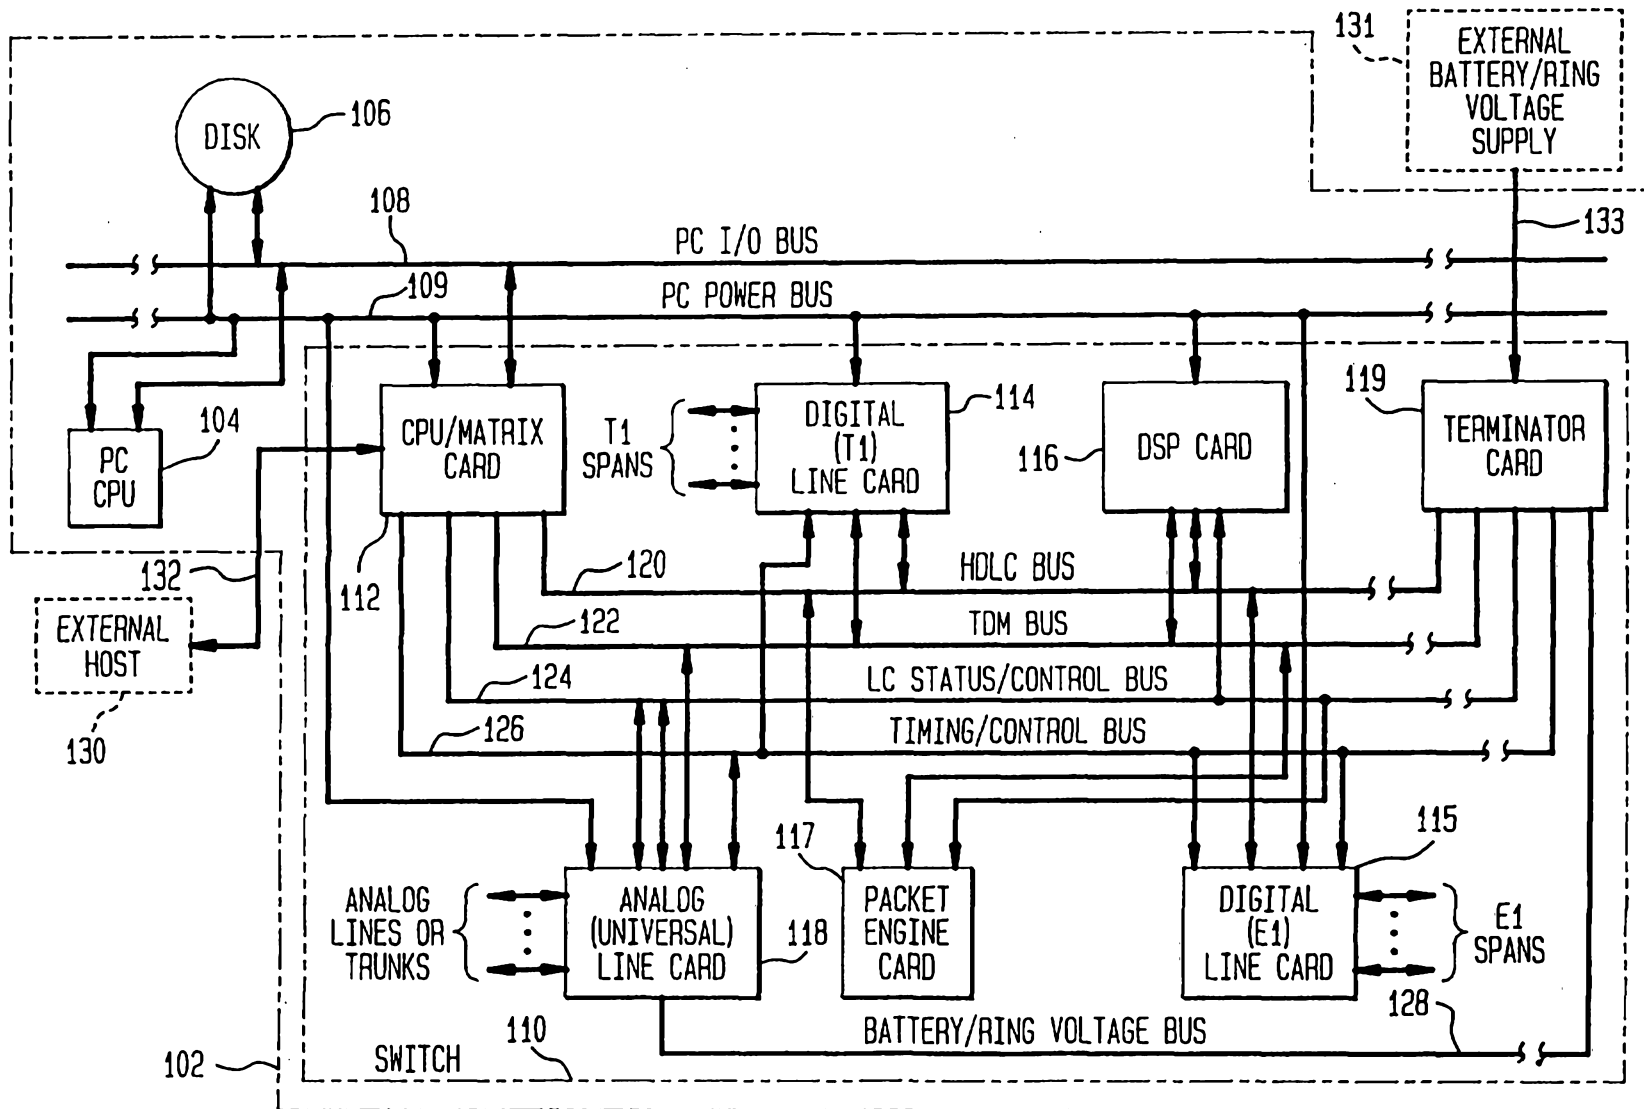 131
EXTERNAL
BATTERY/RING
VOLTAGE
SUPPLY
DISK
106
108
PC I/O BUS
133
109
PC POWER BUS
119
114
T1
SPANS
CPU/MATRIX
CARD
DIGITAL
(T1)
LINE CARD
116
DSP CARD
TERMINATOR
CARD
104
PC
CPU
132
112
120
HDLC BUS
EXTERNAL
HOST
122
TDM BUS
124
LC STATUS/CONTROL BUS
130
126
TIMING/CONTROL BUS
117
115
ANALOG
LINES OR
TRUNKS
ANALOG
(UNIVERSAL)
LINE CARD
118
PACKET
ENGINE
CARD
DIGITAL
(E1)
LINE CARD
E1
SPANS
128
BATTERY/RING VOLTAGE BUS
110
SWITCH
102